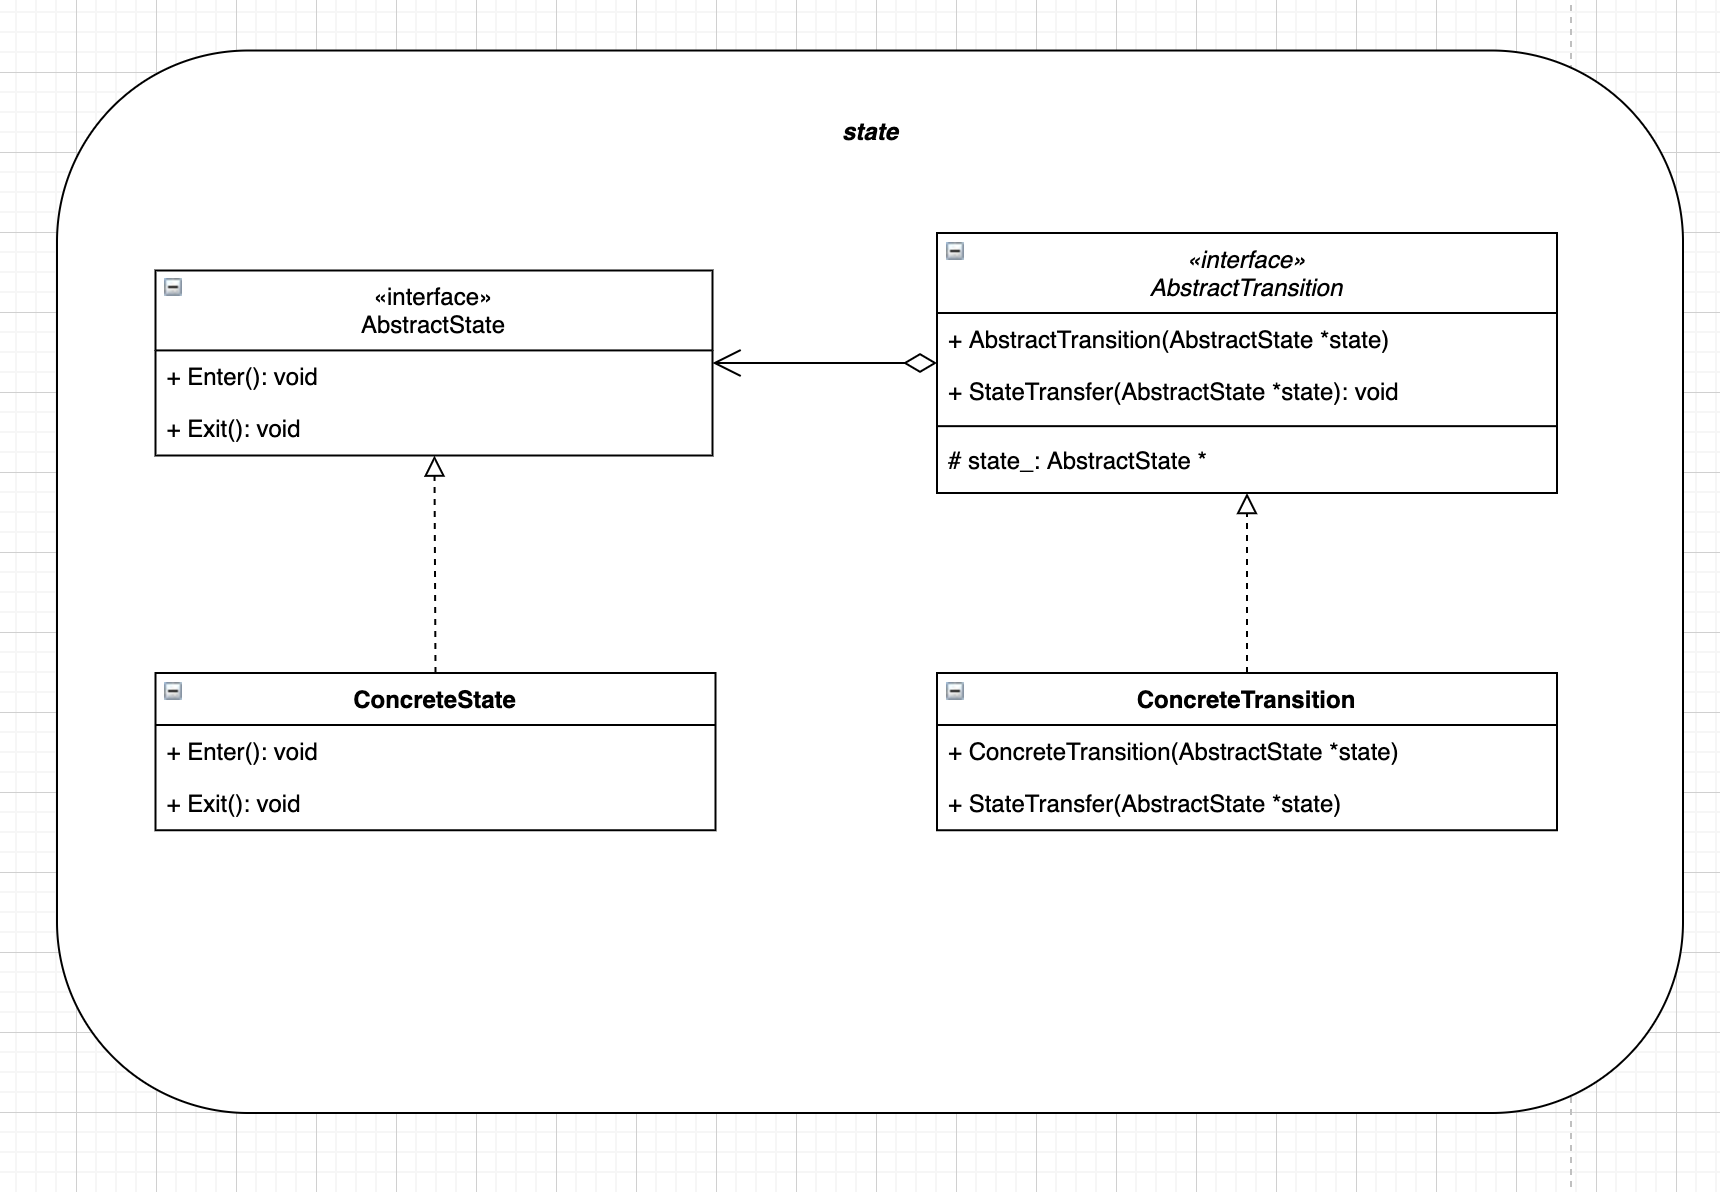 state
«interface»
AbstractState
+ Enter(): void
+ Exit(): void
«interface»
AbstractTransition
+ AbstractTransition(AbstractState *state)
+ StateTransfer(AbstractState *state): void
# state_: AbstractState *
ConcreteState
+ Enter(): void
+ Exit(): void
ConcreteTransition
+ ConcreteTransition(AbstractState *state)
+ StateTransfer(AbstractState *state)